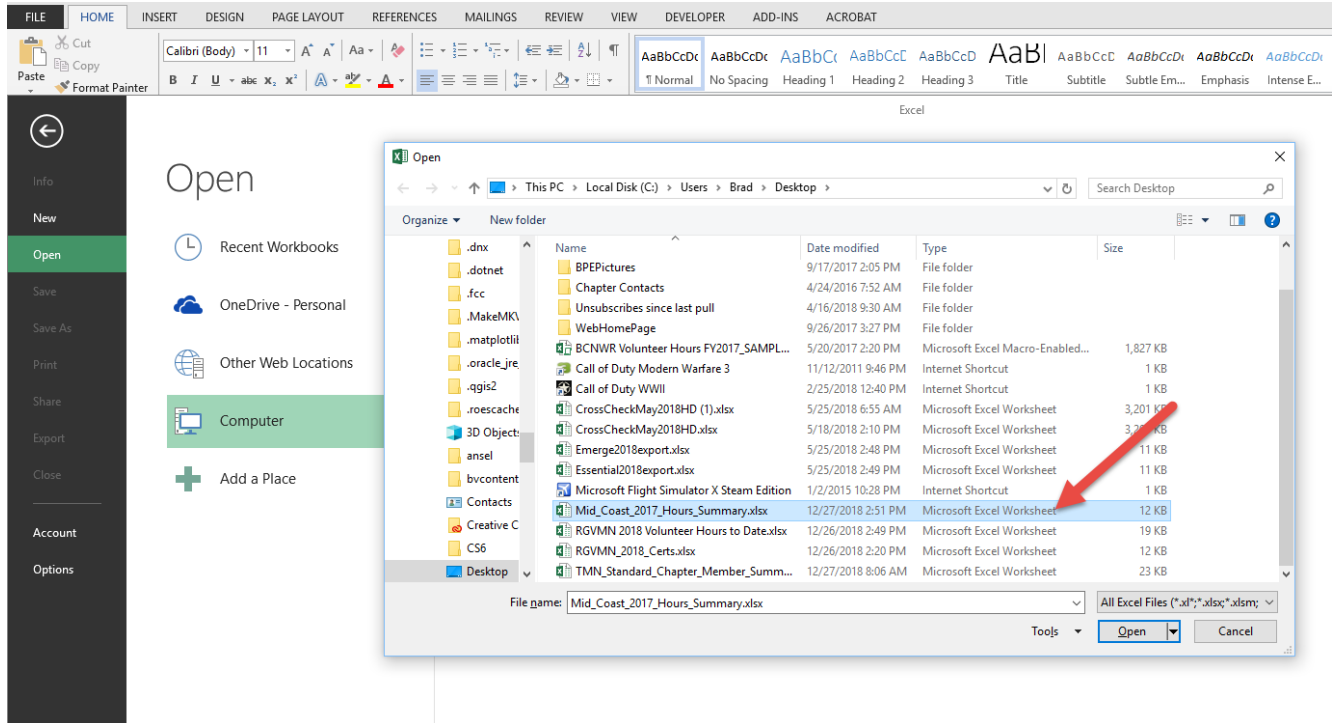 FILE HOME INSERT DESIGN PAGE LAYOUT REFERENCES MAILINGS REVIEW VIEW DEVELOPER ADD-INS ACROBAT
Cut
Copy
Paste
Format Painter
Calibri (Body) 11 Aa
B I U abc X₂ X² A ab A
AaBbCcDc AaBbCcDc AaBbCc AaBbCcC AaBbCcD AaBl AaBbCcC AaBbCcDc AaBbCcDc AaBbCcDc
¶ Normal No Spacing Heading 1 Heading 2 Heading 3 Title Subtitle Subtle Em... Emphasis Intense E...
Excel
Info
New
Open
Save
Save As
Print
Share
Export
Close
Account
Options
Open
Recent Workbooks
OneDrive - Personal
Other Web Locations
Computer
Add a Place
Open
This PC > Local Disk (C:) > Users > Brad > Desktop >
Search Desktop
Organize New folder
.dnx
.dotnet
.fcc
.MakeMK
.matplotlib
.oracle_jre_
.qgis2
.roescache
3D Objects
ansel
bvcontent
Contacts
Creative C
CS6
Desktop
Name Date modified Type Size
BPEPictures 9/17/2017 2:05 PM File folder
Chapter Contacts 4/24/2016 7:52 AM File folder
Unsubscribes since last pull 4/16/2018 9:30 AM File folder
WebHomePage 9/26/2017 3:27 PM File folder
BCNWR Volunteer Hours FY2017_SAMPL... 5/20/2017 2:20 PM Microsoft Excel Macro-Enabled... 1,827 KB
Call of Duty Modern Warfare 3 11/12/2011 9:46 PM Internet Shortcut 1 KB
Call of Duty WWII 2/25/2018 12:40 PM Internet Shortcut 1 KB
CrossCheckMay2018HD (1).xlsx 5/25/2018 6:55 AM Microsoft Excel Worksheet 3,201 KB
CrossCheckMay2018HD.xlsx 5/18/2018 2:10 PM Microsoft Excel Worksheet KB
Emerge2018export.xlsx 5/25/2018 2:48 PM Microsoft Excel Worksheet 11 KB
Essential2018export.xlsx 5/25/2018 2:49 PM Microsoft Excel Worksheet 11 KB
Microsoft Flight Simulator X Steam Edition 1/2/2015 10:28 PM Internet Shortcut 1 KB
Mid_Coast_2017_Hours_Summary.xlsx 12/27/2018 2:51 PM Microsoft Excel Worksheet 12 KB
RGVMN 2018 Volunteer Hours to Date.xlsx 12/26/2018 2:49 PM Microsoft Excel Worksheet 19 KB
RGVMN_2018_Certs.xlsx 12/26/2018 2:20 PM Microsoft Excel Worksheet 12 KB
TMN_Standard_Chapter_Member_Summ... 12/27/2018 8:06 AM Microsoft Excel Worksheet 23 KB
File name: Mid_Coast_2017_Hours_Summary.xlsx All Excel Files (*.xl*;*.xlsx;*.xlsm;
Tools Open Cancel